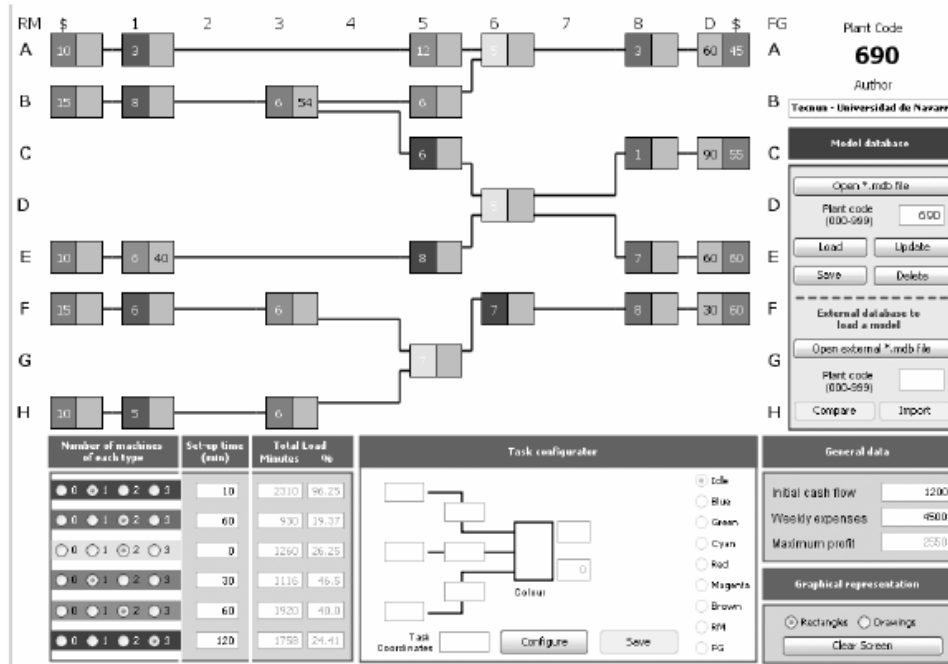 RM $ 1 2 3 4 5 6 7 8 D $ FG
A 10 3 12 5 3 60 45 A
B 15 8 6 54 6 B
C 6 1 90 55 C
D 5 D
E 10 6 40 8 7 60 60 E
F 15 6 6 7 8 30 60 F
G 7 G
H 10 5 6 H
Plant Code
690
Author
Tecnun - Universidad de Navarr
Model database
Open *.mdb file
Plant code
(000-999)
690
Load Update
Save Delete
External database to
load a model
Open external *.mdb file
Plant code
(000-999)
Compare Import
Number of machines
of each type
Set-up time
(min)
Total Load
Minutes %
0 1 2 3 10 2310 96.25
0 1 2 3 60 930 19.37
0 1 2 3 0 1260 26.25
0 1 2 3 30 1116 46.5
0 1 2 3 60 1920 40.0
0 1 2 3 120 1758 24.41
Task configurator
0
Colour
Task
Coordinates
Configure Save
Idle
Blue
Green
Cyan
Red
Magenta
Brown
RM
FG
General data
Initial cash flow 1200
Weekly expenses 4500
Maximum profit 2550
Graphical representation
Rectangles Drawings
Clear Screen